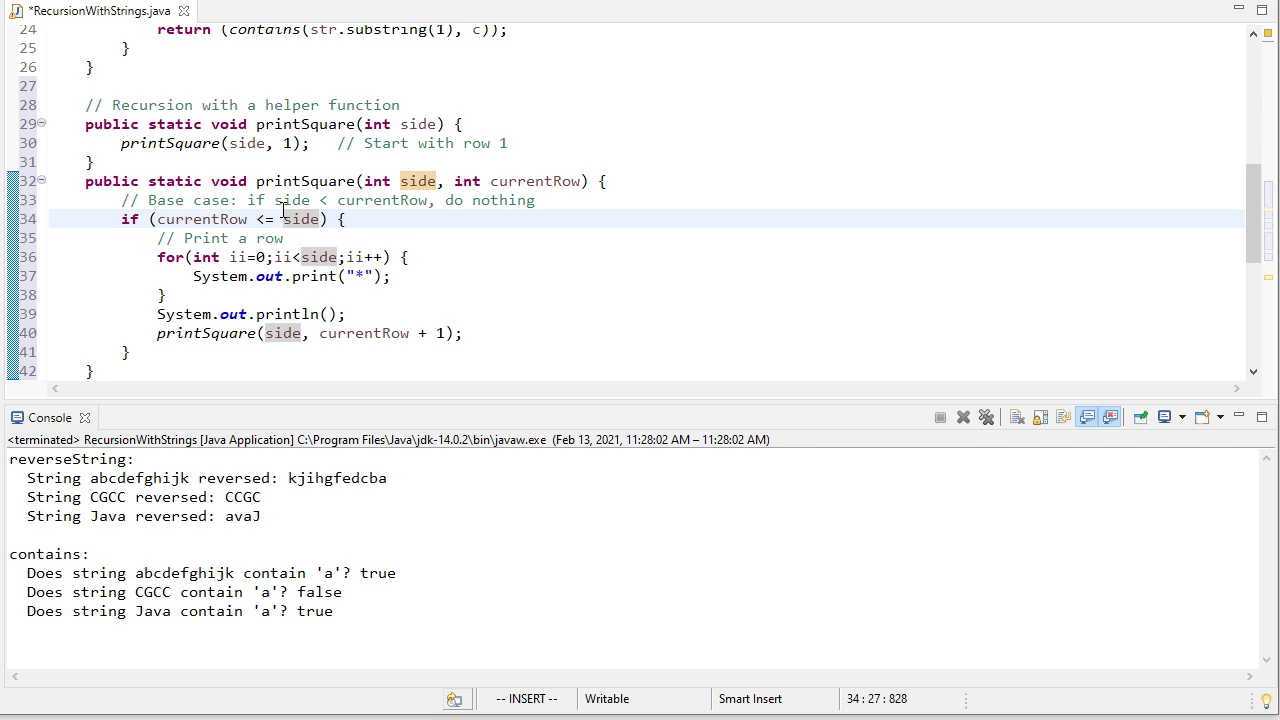 *RecursionWithStrings.java
24 return (contains(str.substring(1), c));
25 }
26 }
27
28 // Recursion with a helper function
29 public static void printSquare(int side) {
30 printSquare(side, 1); // Start with row 1
31 }
32 public static void printSquare(int side, int currentRow) {
33 // Base case: if side < currentRow, do nothing
34 if (currentRow <= side) {
35 // Print a row
36 for(int ii=0;ii<side;ii++) {
37 System.out.print("*");
38 }
39 System.out.println();
40 printSquare(side, currentRow + 1);
41 }
42 }
Console
<terminated> RecursionWithStrings [Java Application] C:\Program Files\Java\jdk-14.0.2\bin\javaw.exe (Feb 13, 2021, 11:28:02 AM – 11:28:02 AM)
reverseString:
String abcdefghijk reversed: kjihgfedcba
String CGCC reversed: CCGC
String Java reversed: avaJ
contains:
Does string abcdefghijk contain 'a'? true
Does string CGCC contain 'a'? false
Does string Java contain 'a'? true
-- INSERT -- Writable Smart Insert 34 : 27 : 828